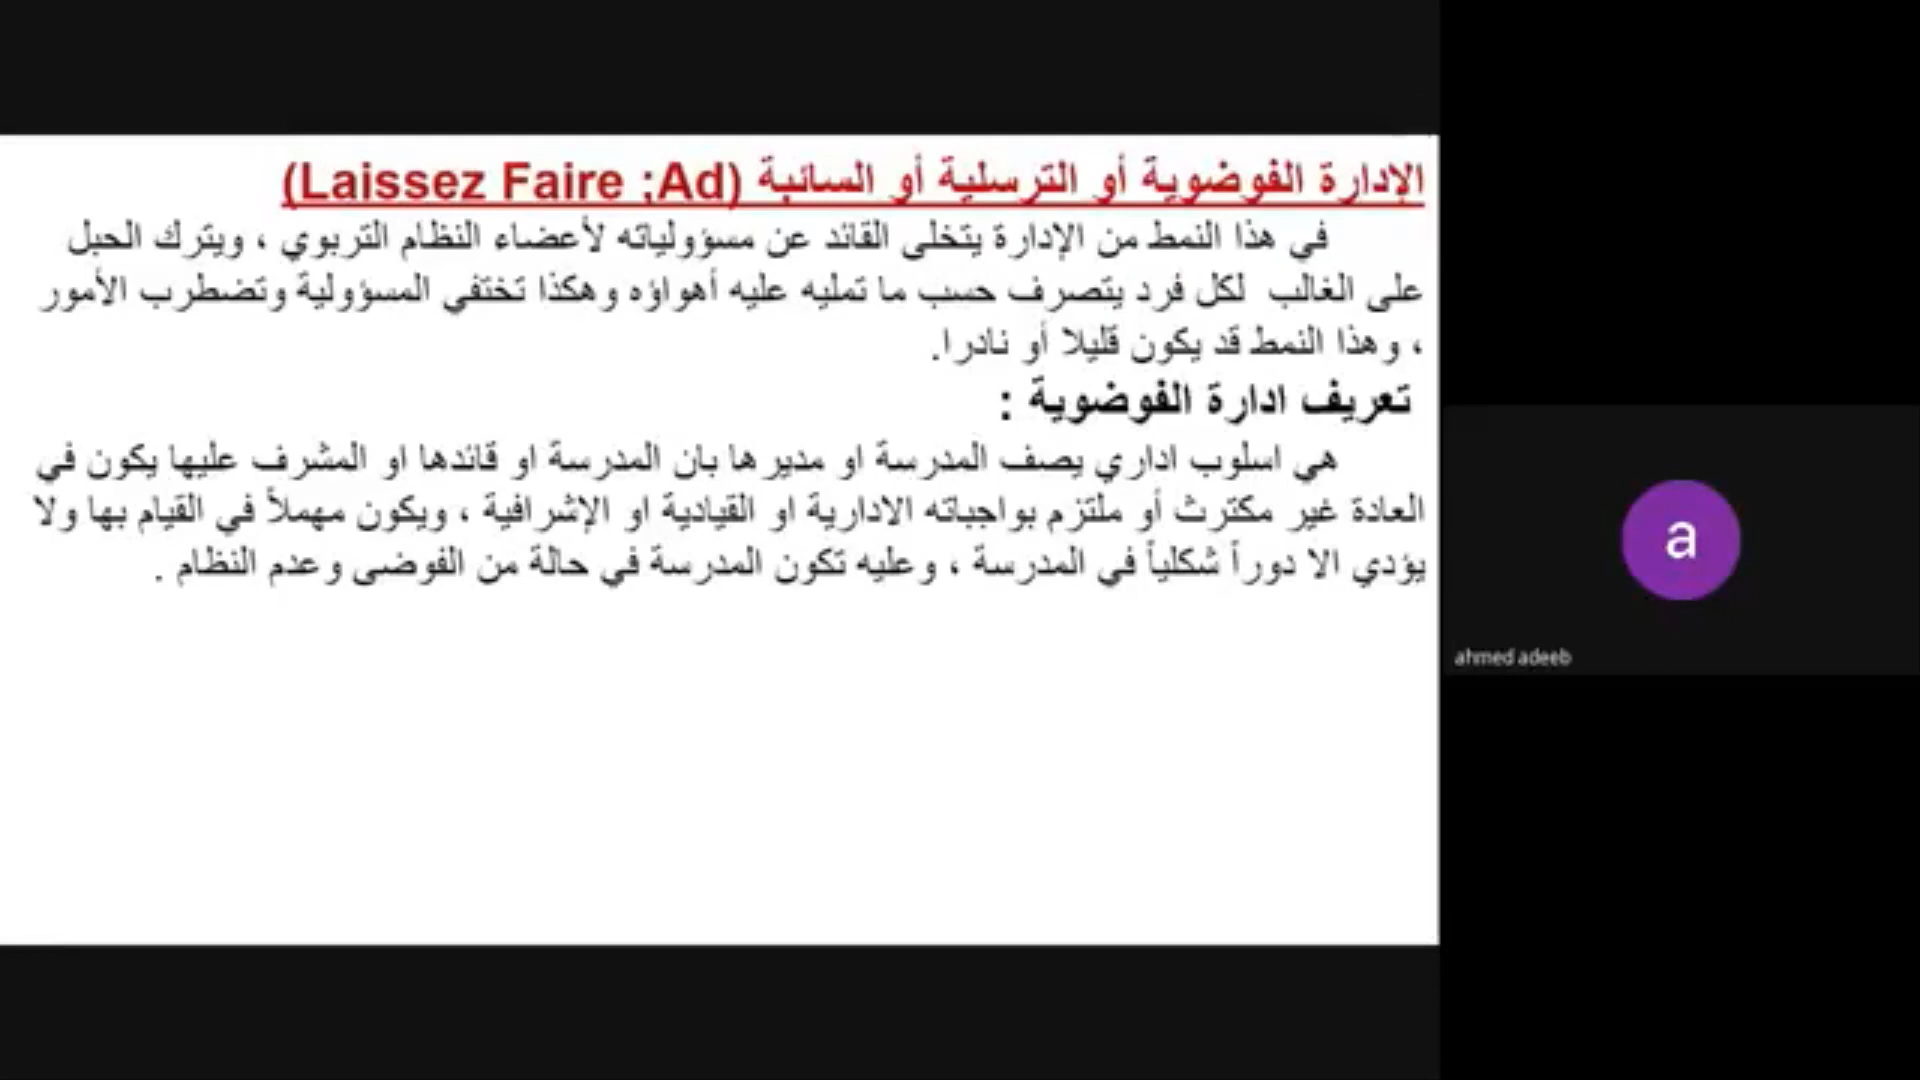 الإدارة الفوضوية أو الترسلية أو السائبة (Laissez Faire ;Ad)
في هذا النمط من الإدارة يتخلى القائد عن مسؤولياته لأعضاء النظام التربوي ، ويترك الحبل
على الغالب لكل فرد يتصرف حسب ما تمليه عليه أهواؤه وهكذا تختفي المسؤولية وتضطرب الأمور
، وهذا النمط قد يكون قليلا أو نادرا.
تعريف ادارة الفوضوية :
هي اسلوب اداري يصف المدرسة او مديرها بان المدرسة او قائدها او المشرف عليها يكون في
العادة غير مكترث أو ملتزم بواجباته الادارية او القيادية او الإشرافية ، ويكون مهملاً في القيام بها ولا
يؤدي الا دوراً شكلياً في المدرسة ، وعليه تكون المدرسة في حالة من الفوضى وعدم النظام .
a
ahmed adeeb